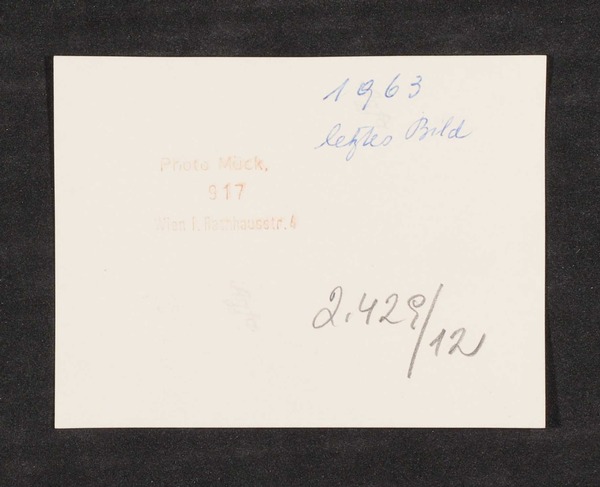 1963
letztes Bild
Photo Mück,
917
Wien I. Rathausstr. 4
2.429/12